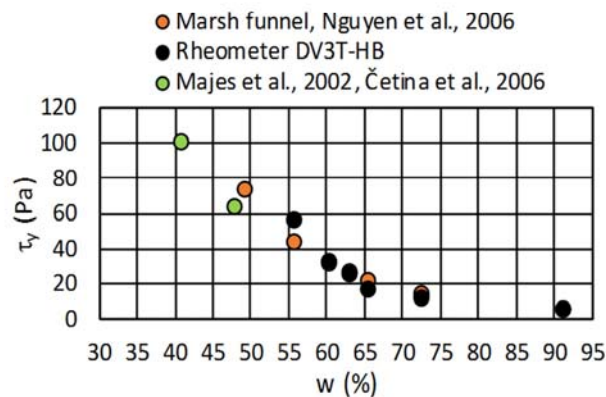 Marsh funnel, Nguyen et al., 2006
Rheometer DV3T-HB
Majes et al., 2002, Četina et al., 2006
120
100
80
60
40
20
0
τy (Pa)
30 35 40 45 50 55 60 65 70 75 80 85 90 95
w (%)